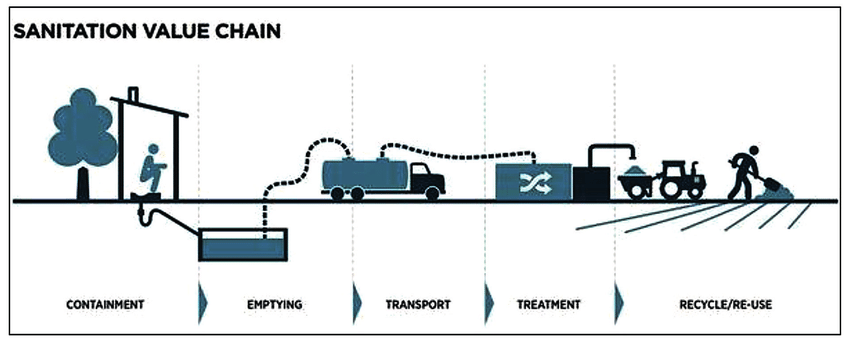 SANITATION VALUE CHAIN
CONTAINMENT
EMPTYING
TRANSPORT
TREATMENT
RECYCLE/RE-USE